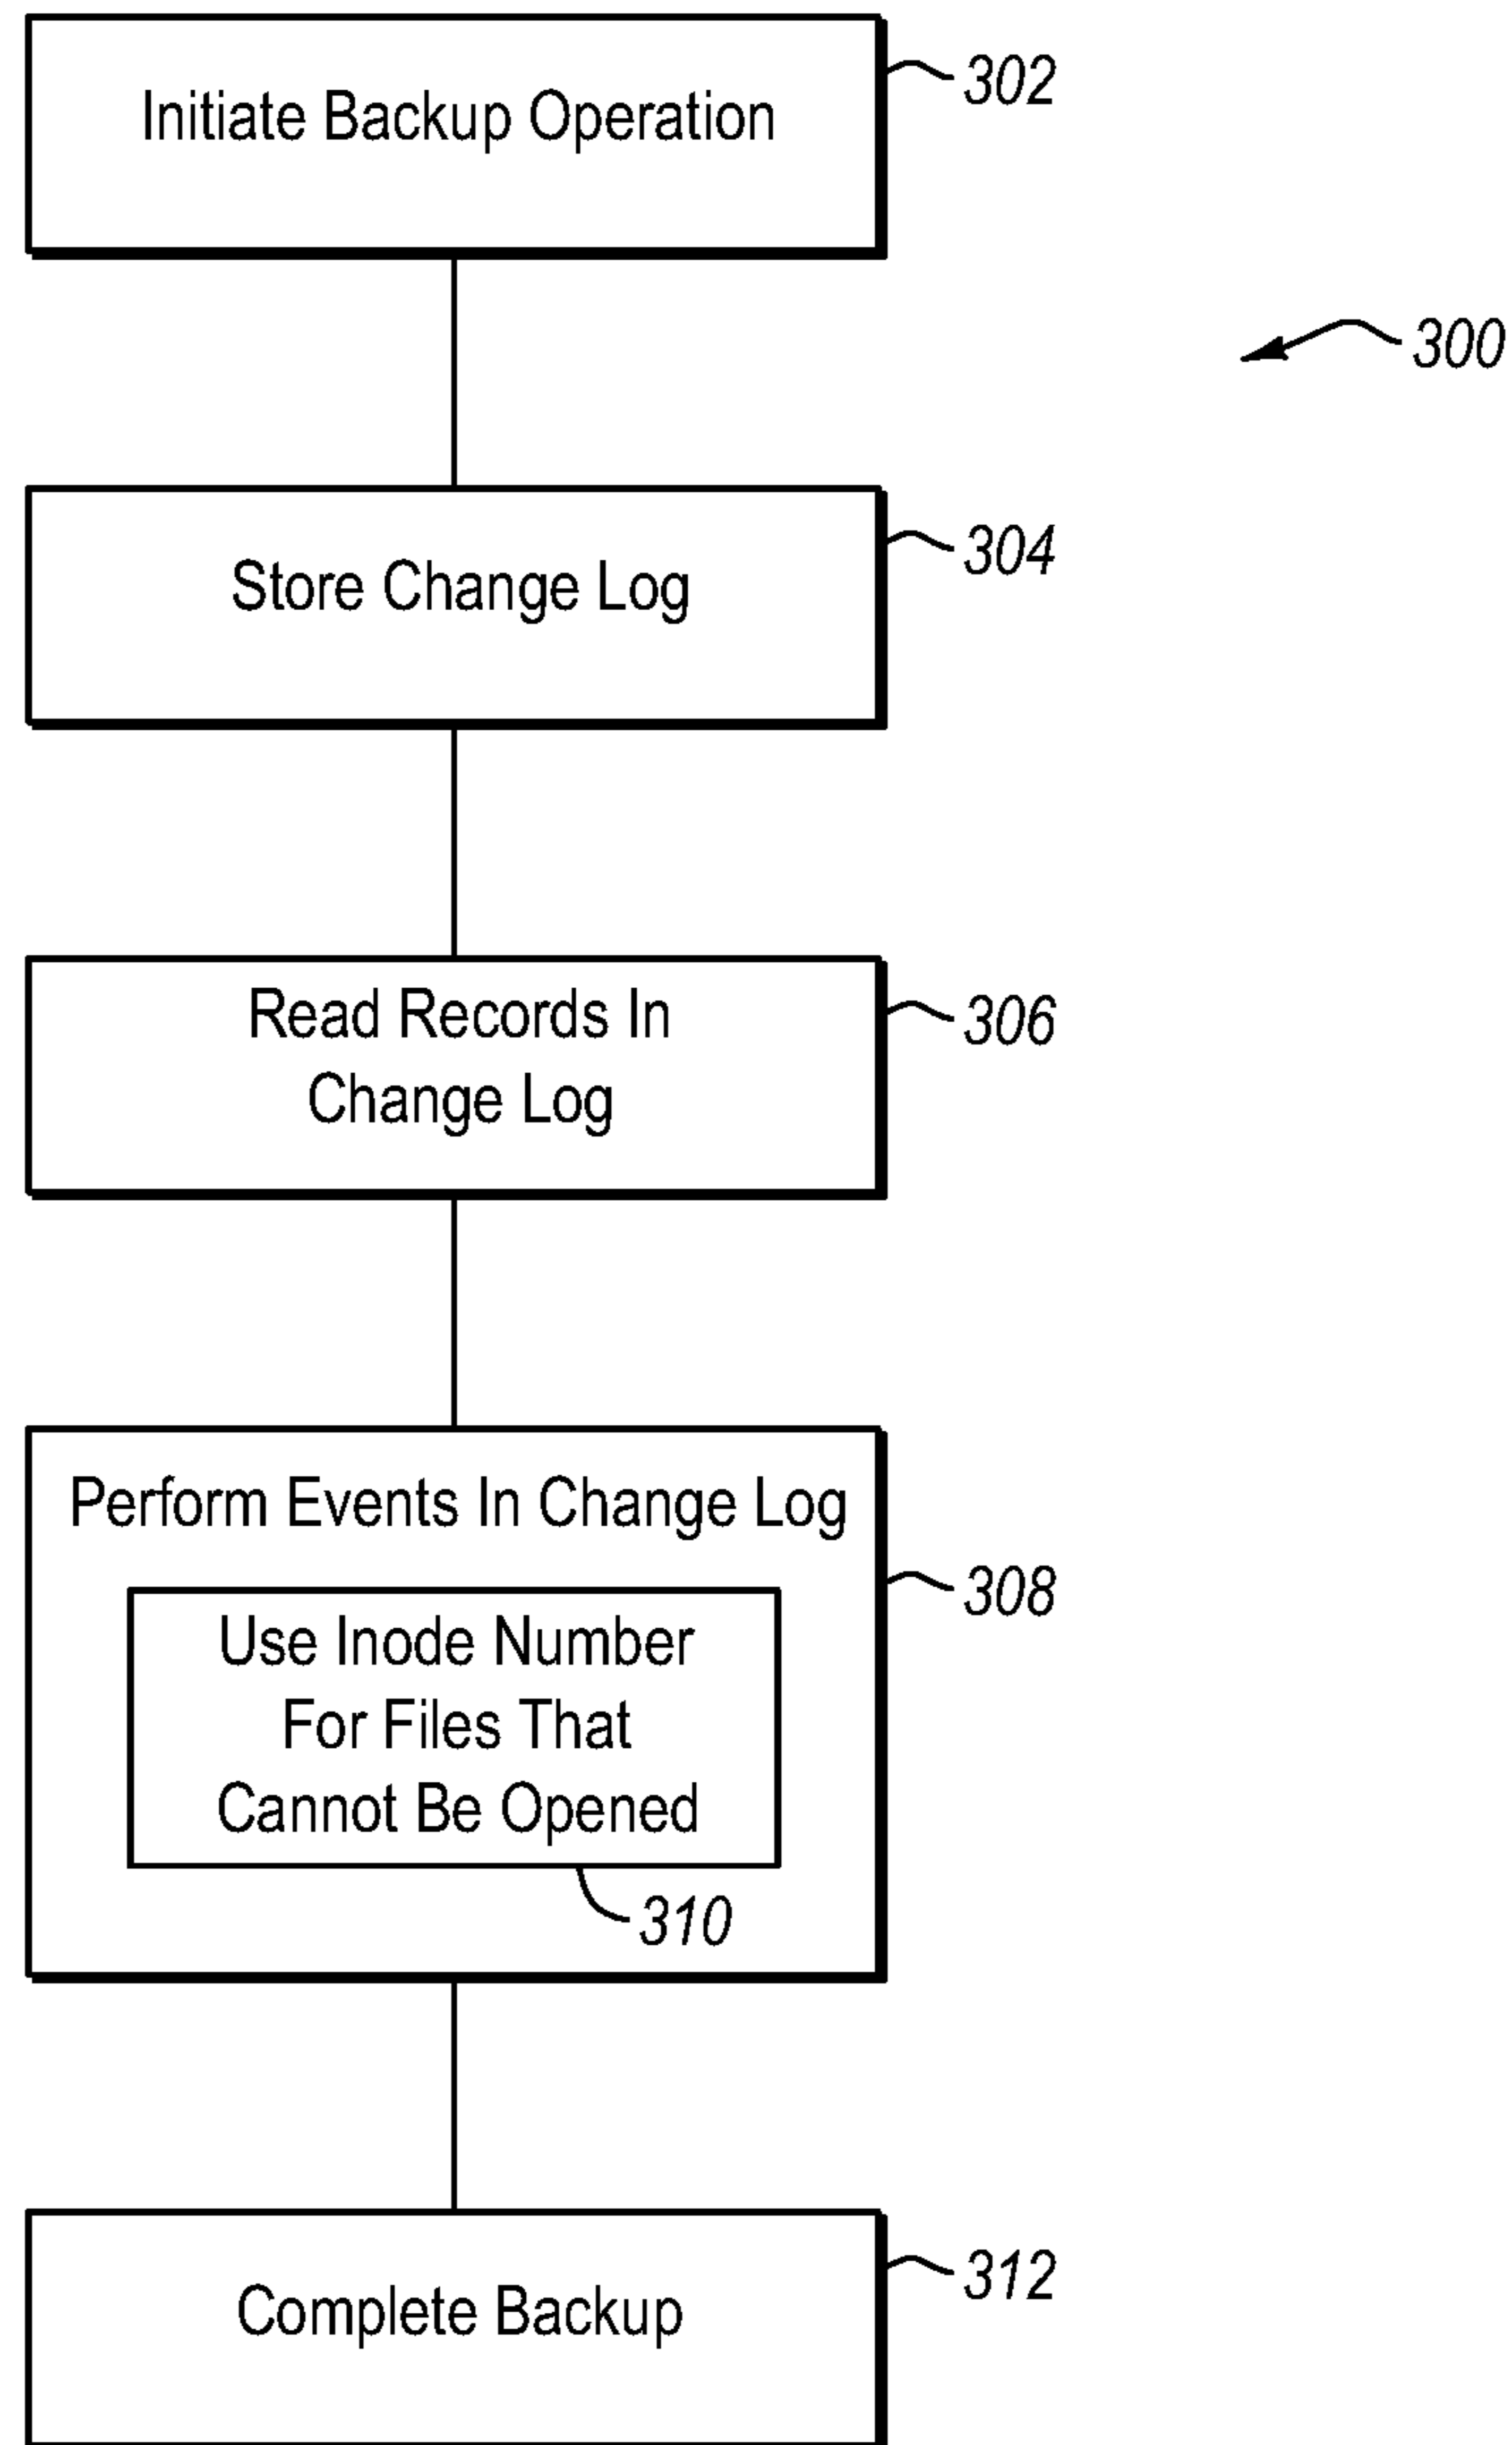 Initiate Backup Operation
302
300
Store Change Log
304
Read Records In
Change Log
306
Perform Events In Change Log
308
Use Inode Number
For Files That
Cannot Be Opened
310
Complete Backup
312